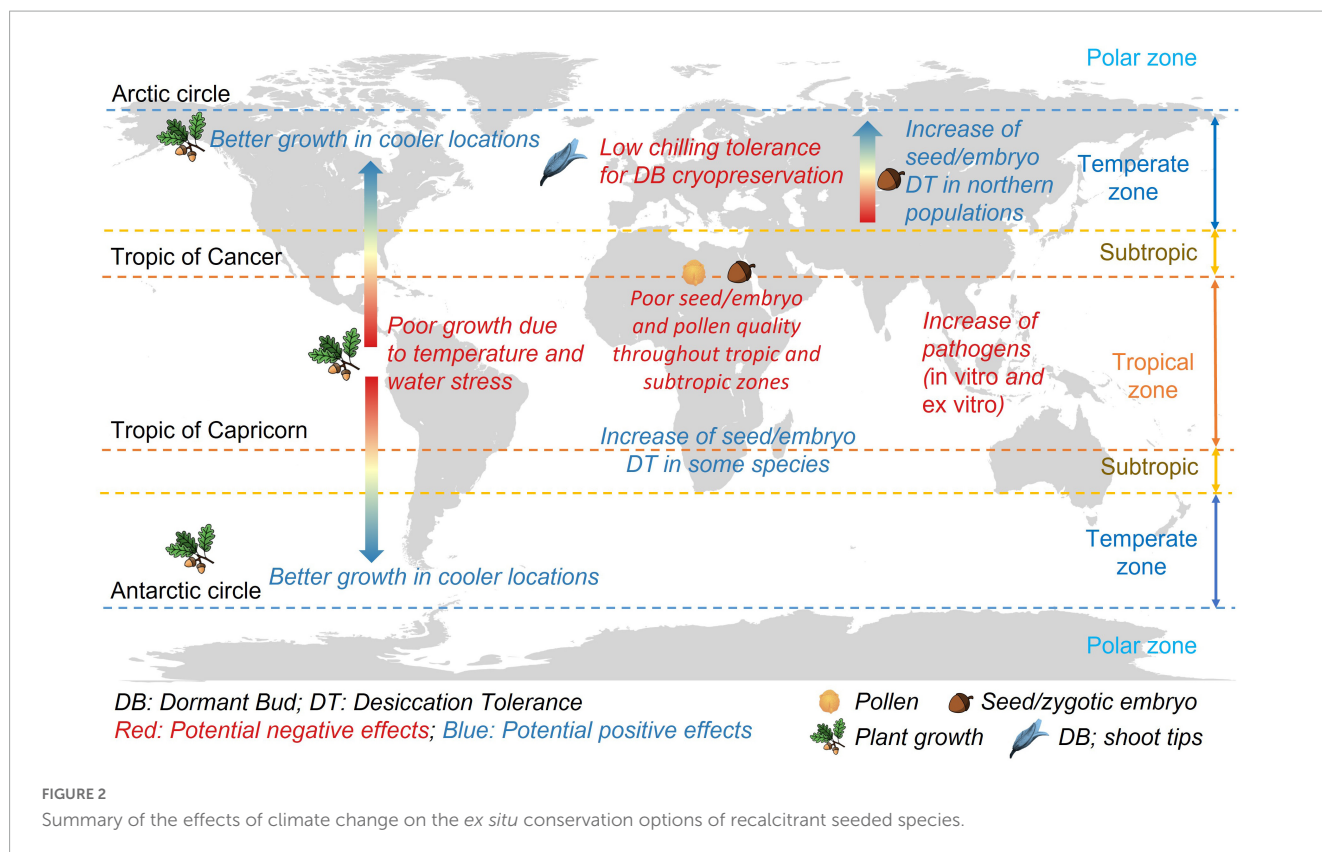 Polar zone
Arctic circle
Better growth in cooler locations
Low chilling tolerance
for DB cryopreservation
Increase of
seed/embryo
DT in northern
populations
Temperate
zone
Tropic of Cancer
Subtropic
Poor growth due
to temperature and
water stress
Poor seed/embryo
and pollen quality
throughout tropic and
subtropic zones
Increase of
pathogens
(in vitro and
ex vitro)
Tropical
zone
Tropic of Capricorn
Increase of seed/embryo
DT in some species
Subtropic
Temperate
zone
Better growth in cooler locations
Antarctic circle
Polar zone
DB: Dormant Bud; DT: Desiccation Tolerance
Red: Potential negative effects; Blue: Potential positive effects
Pollen
Seed/zygotic embryo
Plant growth
DB; shoot tips
FIGURE 2
Summary of the effects of climate change on the ex situ conservation options of recalcitrant seeded species.